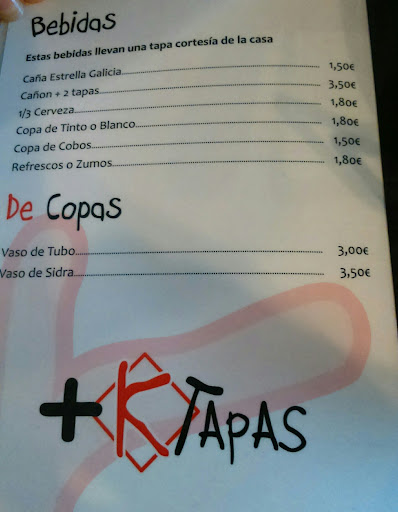 Bebidas
Estas bebidas llevan una tapa cortesía de la casa
Caña Estrella Galicia 1,50€
Cañon + 2 tapas 3,50€
1/3 Cerveza 1,80€
Copa de Tinto o Blanco 1,80€
Copa de Cobos 1,50€
Refrescos o Zumos 1,80€
De Copas
Vaso de Tubo 3,00€
Vaso de Sidra 3,50€
+KTAPAS